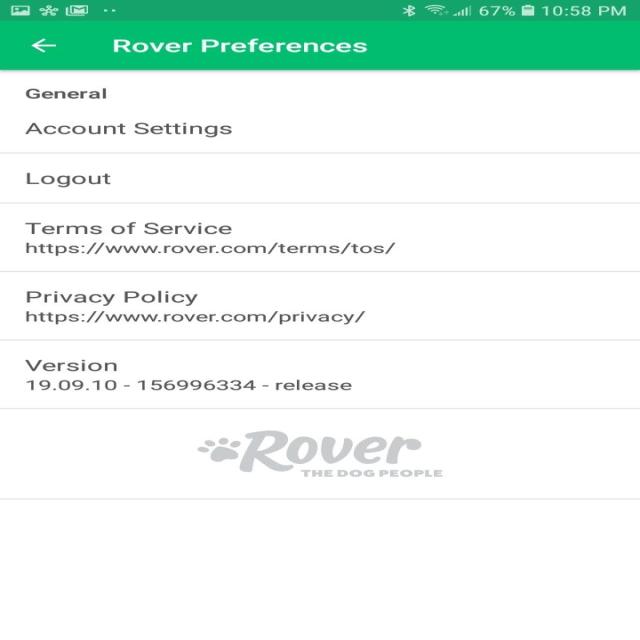 67% 10:58 PM
Rover Preferences
General
Account Settings
Logout
Terms of Service
https://www.rover.com/terms/tos/
Privacy Policy
https://www.rover.com/privacy/
Version
19.09.10 - 156996334 - release
Rover
THE DOG PEOPLE